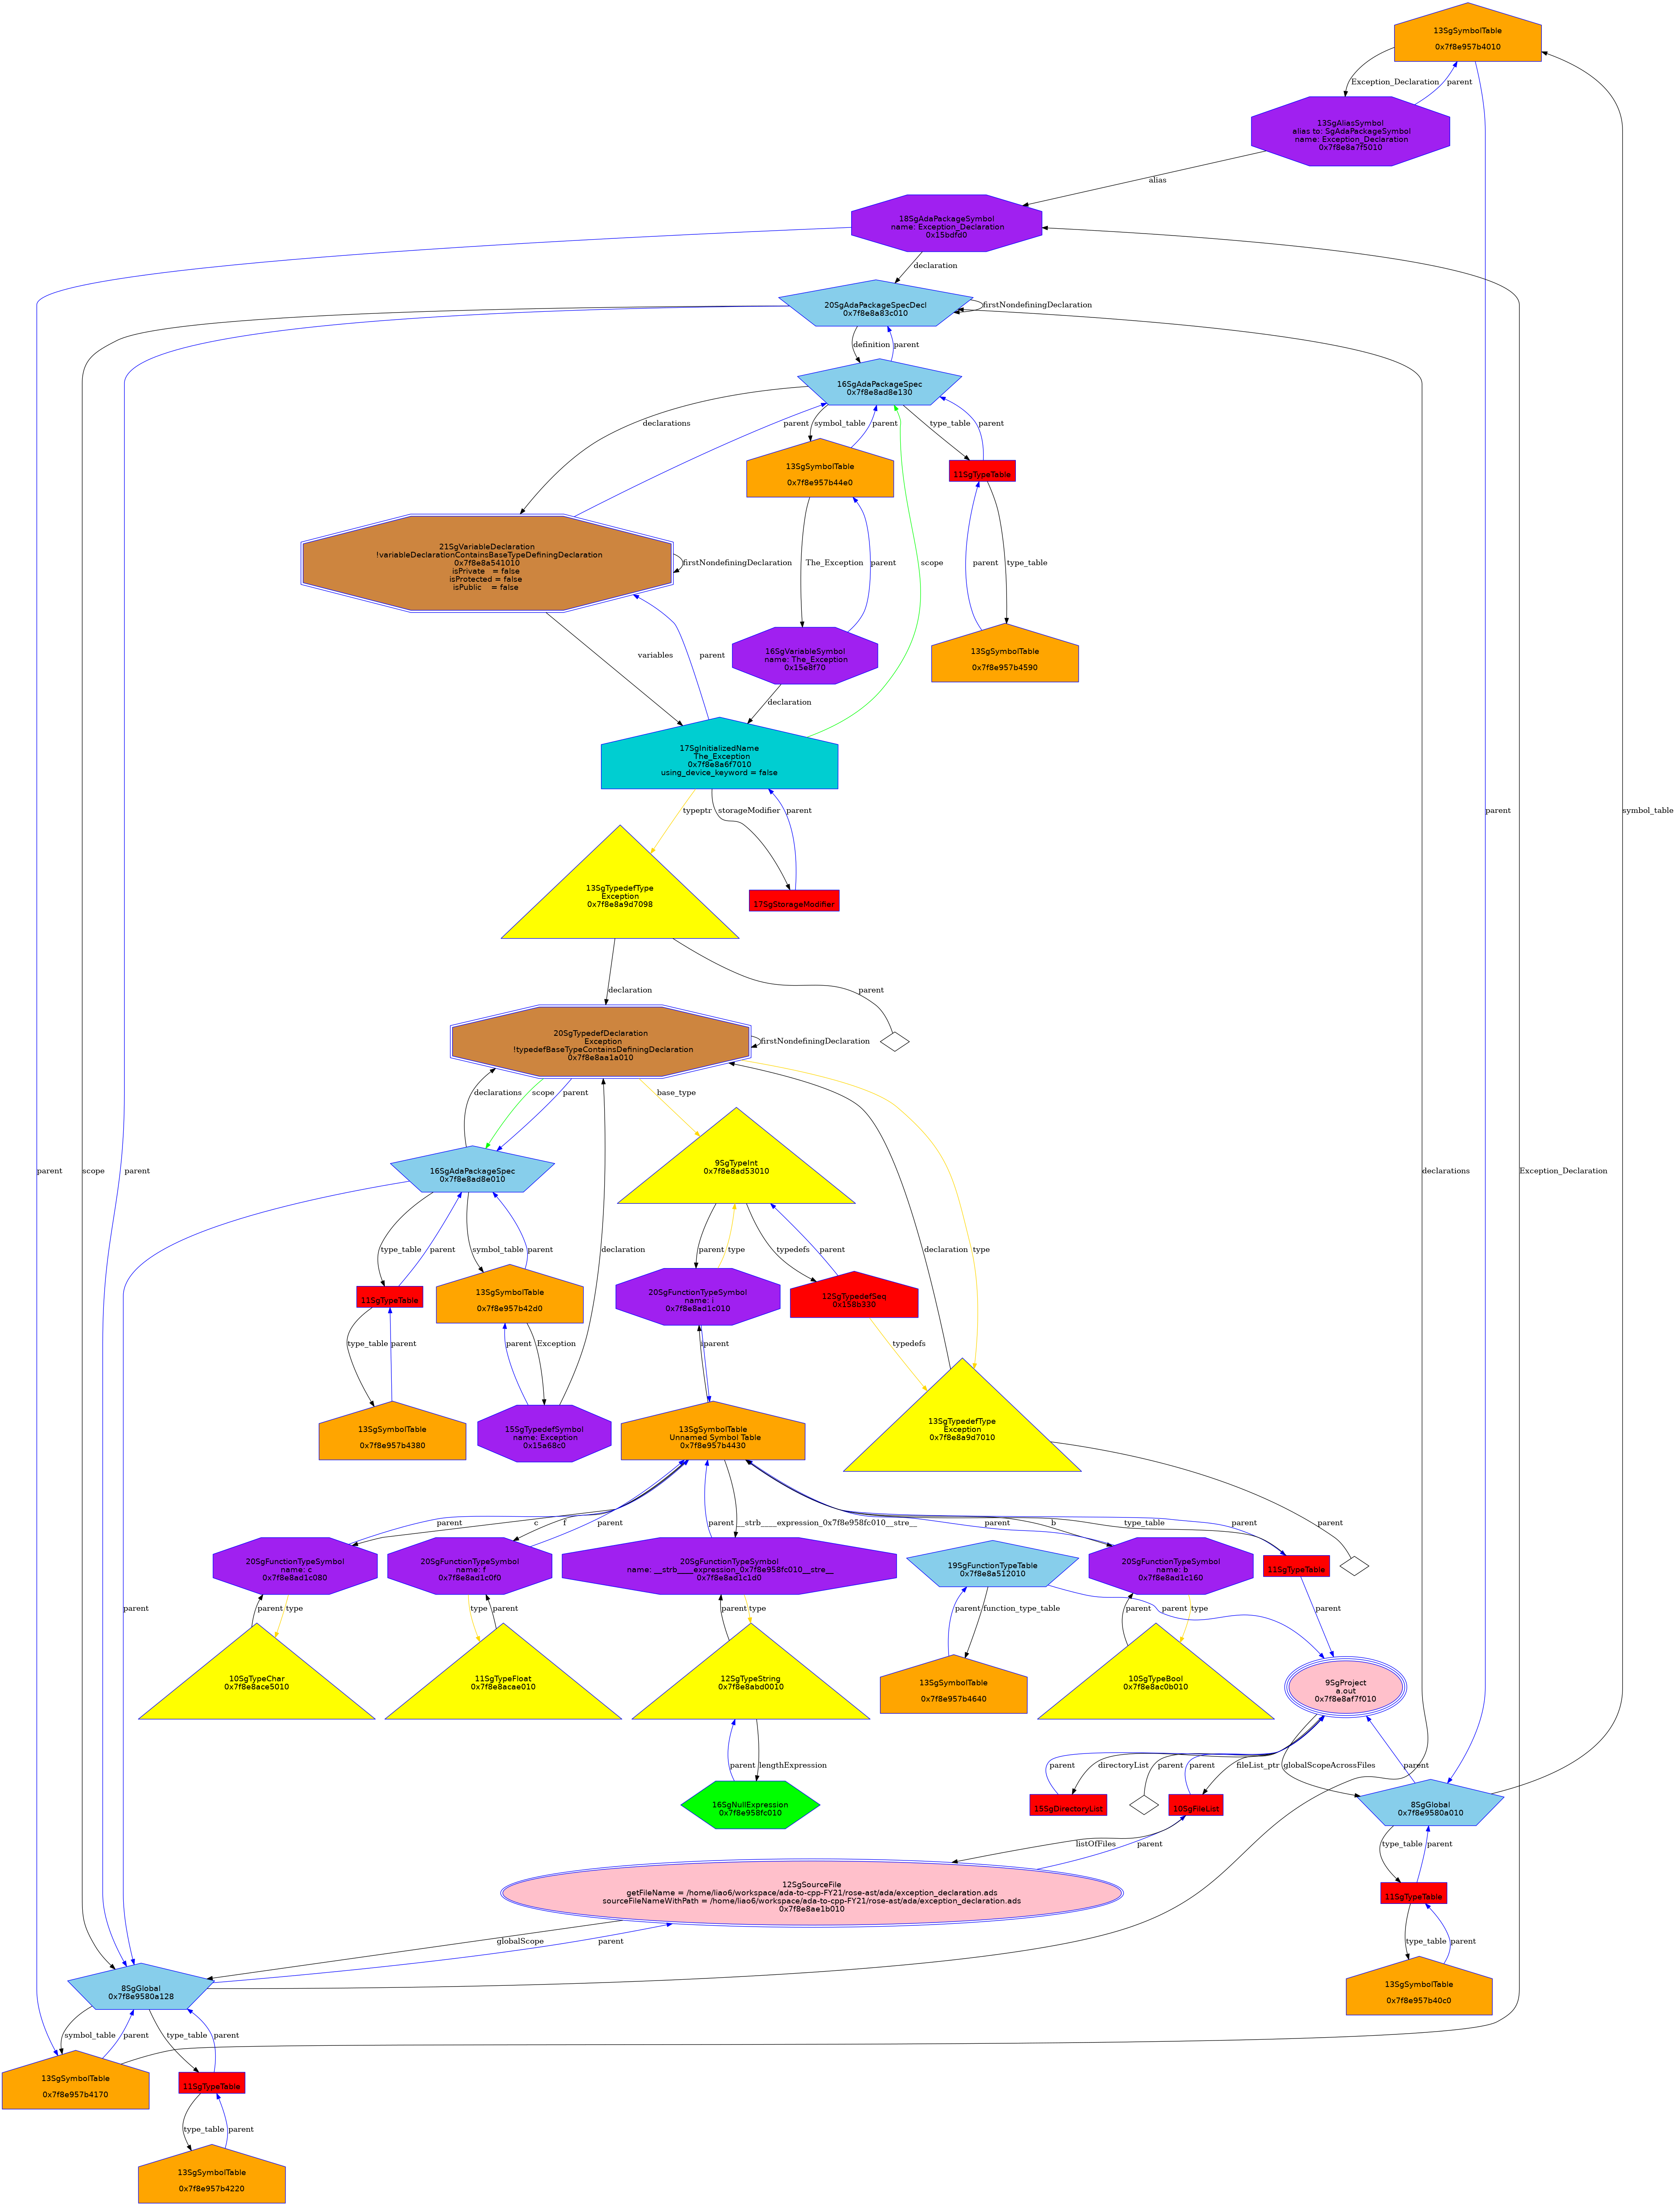 13SgSymbolTable
0x7f8e957b4010
Exception_Declaration
parent
13SgAliasSymbol
alias to: SgAdaPackageSymbol
name: Exception_Declaration
0x7f8e8a7f5010
alias
18SgAdaPackageSymbol
name: Exception_Declaration
0x15bdfd0
declaration
20SgAdaPackageSpecDecl
0x7f8e8a83c010
firstNondefiningDeclaration
definition
parent
16SgAdaPackageSpec
0x7f8e8ad8e130
declarations
parent
symbol_table
parent
type_table
parent
13SgSymbolTable
0x7f8e957b44e0
11SgTypeTable
21SgVariableDeclaration
!variableDeclarationContainsBaseTypeDefiningDeclaration
0x7f8e8a541010
isPrivate = false
isProtected = false
isPublic = false
firstNondefiningDeclaration
The_Exception
parent
scope
parent
type_table
variables
parent
16SgVariableSymbol
name: The_Exception
0x15e8f70
13SgSymbolTable
0x7f8e957b4590
declaration
17SgInitializedName
The_Exception
0x7f8e8a6f7010
using_device_keyword = false
typeptr
storageModifier
parent
parent
symbol_table
13SgTypedefType
Exception
0x7f8e8a9d7098
17SgStorageModifier
declaration
parent
20SgTypedefDeclaration
Exception
!typedefBaseTypeContainsDefiningDeclaration
0x7f8e8aa1a010
firstNondefiningDeclaration
declarations
scope
parent
base_type
16SgAdaPackageSpec
0x7f8e8ad8e010
9SgTypeInt
0x7f8e8ad53010
parent
scope
parent
declarations
Exception_Declaration
type_table
parent
symbol_table
parent
declaration
parent
type
typedefs
parent
declaration
type
11SgTypeTable
13SgSymbolTable
0x7f8e957b42d0
20SgFunctionTypeSymbol
name: i
0x7f8e8ad1c010
12SgTypedefSeq
0x158b330
type_table
parent
parent
Exception
i
parent
typedefs
13SgSymbolTable
0x7f8e957b4380
15SgTypedefSymbol
name: Exception
0x15a68c0
13SgSymbolTable
Unnamed Symbol Table
0x7f8e957b4430
13SgTypedefType
Exception
0x7f8e8a9d7010
parent
c
f
parent
parent
__strb____expression_0x7f8e958fc010__stre__
parent
b
type_table
parent
parent
20SgFunctionTypeSymbol
name: c
0x7f8e8ad1c080
20SgFunctionTypeSymbol
name: f
0x7f8e8ad1c0f0
20SgFunctionTypeSymbol
name: __strb____expression_0x7f8e958fc010__stre__
0x7f8e8ad1c1d0
19SgFunctionTypeTable
0x7f8e8a512010
20SgFunctionTypeSymbol
name: b
0x7f8e8ad1c160
11SgTypeTable
parent
parent
type
type
parent
parent
type
parent
function_type_table
parent
parent
type
parent
10SgTypeChar
0x7f8e8ace5010
11SgTypeFloat
0x7f8e8acae010
12SgTypeString
0x7f8e8abd0010
13SgSymbolTable
0x7f8e957b4640
10SgTypeBool
0x7f8e8ac0b010
9SgProject
a.out
0x7f8e8af7f010
parent
lengthExpression
parent
directoryList
parent
parent
fileList_ptr
globalScopeAcrossFiles
parent
16SgNullExpression
0x7f8e958fc010
15SgDirectoryList
10SgFileList
8SgGlobal
0x7f8e9580a010
listOfFiles
parent
type_table
parent
12SgSourceFile
getFileName = /home/liao6/workspace/ada-to-cpp-FY21/rose-ast/ada/exception_declaration.ads
sourceFileNameWithPath = /home/liao6/workspace/ada-to-cpp-FY21/rose-ast/ada/exception_declaration.ads
0x7f8e8ae1b010
11SgTypeTable
globalScope
parent
type_table
parent
8SgGlobal
0x7f8e9580a128
13SgSymbolTable
0x7f8e957b40c0
symbol_table
parent
type_table
parent
13SgSymbolTable
0x7f8e957b4170
11SgTypeTable
type_table
parent
13SgSymbolTable
0x7f8e957b4220